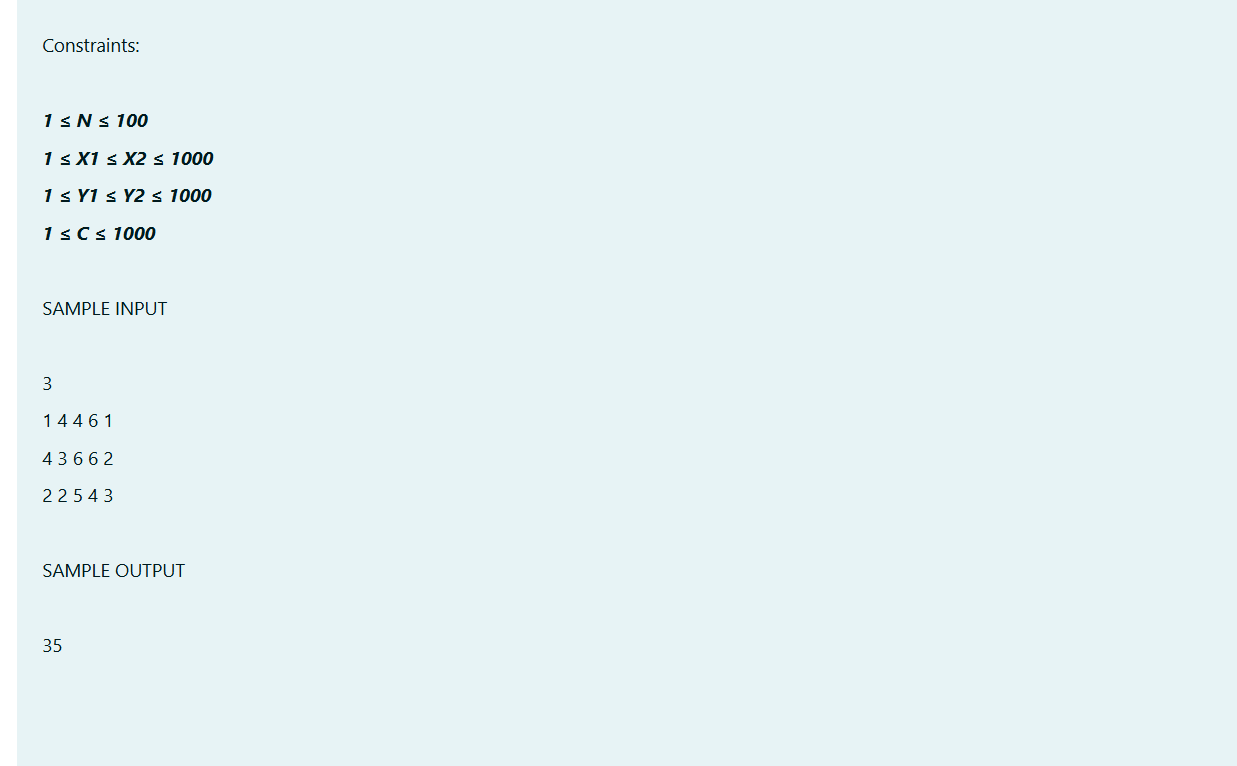 Constraints:
1 ≤ N ≤ 100
1 ≤ X1 ≤ X2 ≤ 1000
1 ≤ Y1 ≤ Y2 ≤ 1000
1 ≤ C ≤ 1000
SAMPLE INPUT
3
1 4 4 6 1
4 3 6 6 2
2 2 5 4 3
SAMPLE OUTPUT
35